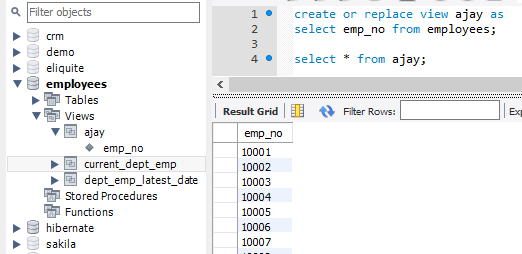 Filter objects
crm
demo
eliquite
employees
Tables
Views
ajay
emp_no
current_dept_emp
dept_emp_latest_date
Stored Procedures
Functions
hibernate
sakila
1 create or replace view ajay as
2 select emp_no from employees;
3
4 select * from ajay;
Result Grid Filter Rows: Exp
emp_no
10001
10002
10003
10004
10005
10006
10007